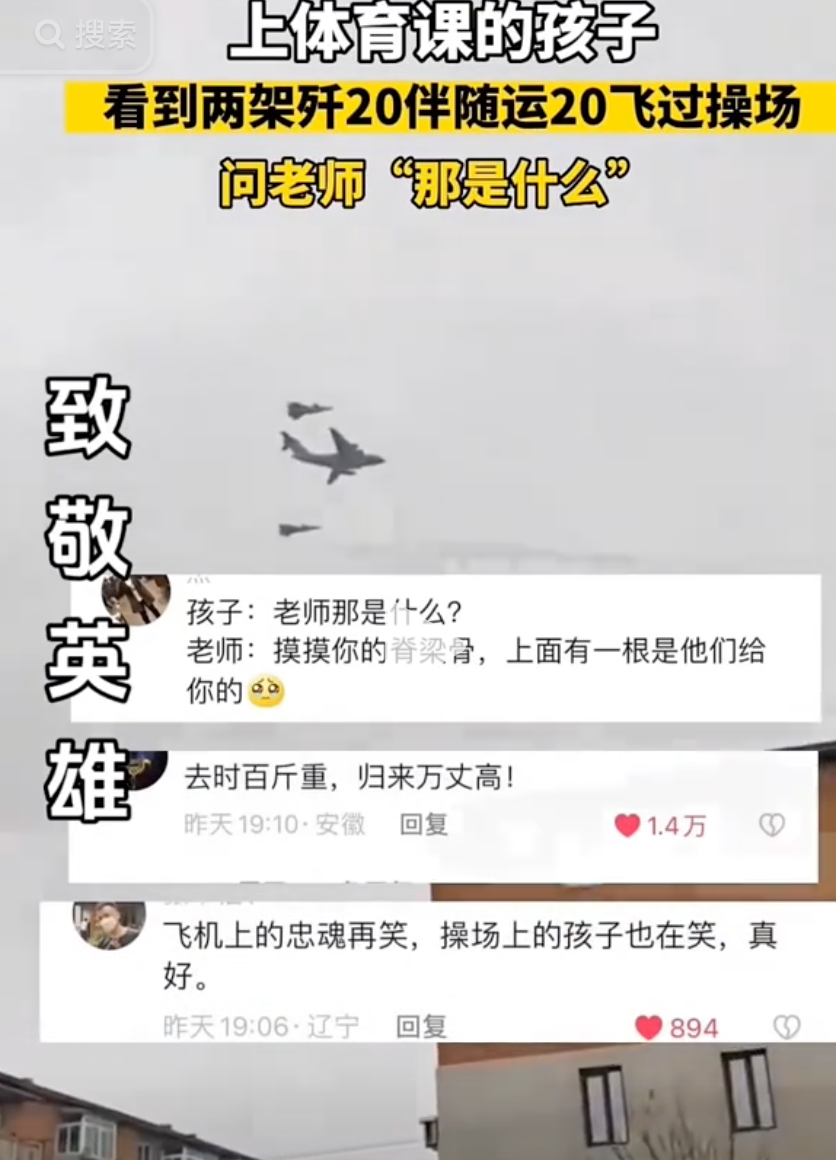 搜索
上体育课的孩子
看到两架歼20伴随运20飞过操场
问老师“那是什么”
致敬英雄
孩子：老师那是什么？
老师：摸摸你的脊梁骨，上面有一根是他们给
你的🥹
去时百斤重，归来万丈高！
昨天19:10·安徽 回复 1.4万
飞机上的忠魂再笑，操场上的孩子也在笑，真
好。
昨天19:06·辽宁 回复 894